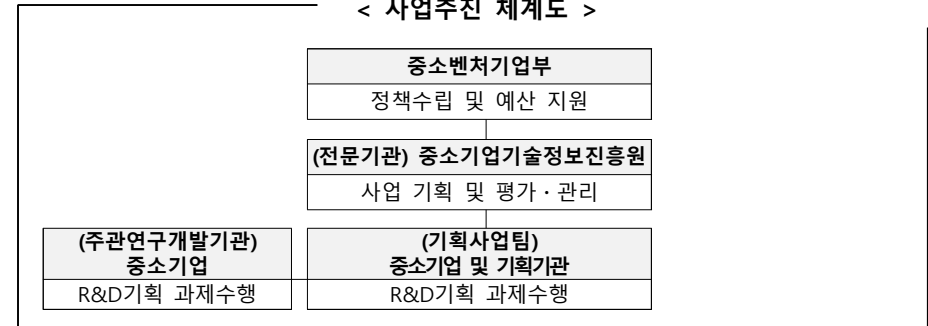 < 사업추진 체계도 >
중소벤처기업부
정책수립 및 예산 지원
(전문기관) 중소기업기술정보진흥원
사업 기획 및 평가·관리
(주관연구개발기관)
중소기업
R&D기획 과제수행
(기획사업팀)
중소기업 및 기획기관
R&D기획 과제수행